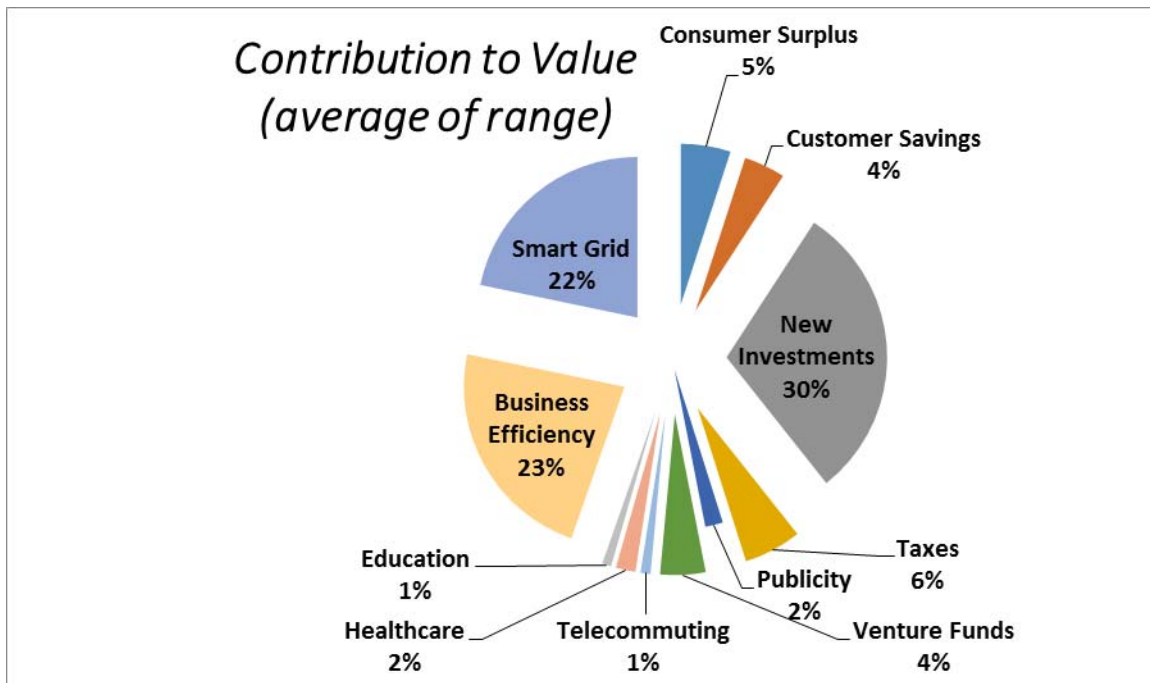 Contribution to Value
(average of range)
Consumer Surplus
5%
Customer Savings
4%
New
Investments
30%
Taxes
6%
Publicity
2%
Venture Funds
4%
Telecommuting
1%
Healthcare
2%
Education
1%
Business
Efficiency
23%
Smart Grid
22%